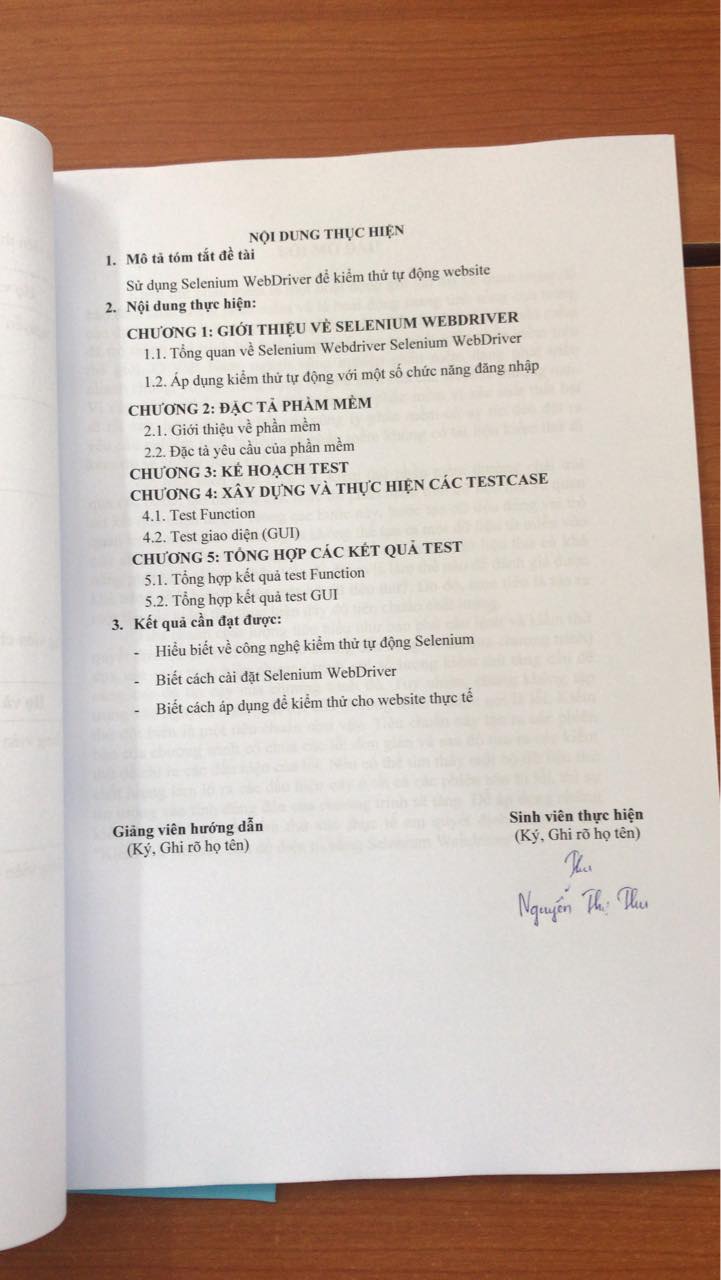 NỘI DUNG THỰC HIỆN
1. Mô tả tóm tắt đề tài
Sử dụng Selenium WebDriver để kiểm thử tự động website
2. Nội dung thực hiện:
CHƯƠNG 1: GIỚI THIỆU VỀ SELENIUM WEBDRIVER
1.1. Tổng quan về Selenium Webdriver Selenium WebDriver
1.2. Áp dụng kiểm thử tự động với một số chức năng đăng nhập
CHƯƠNG 2: ĐẶC TẢ PHẦM MỀM
2.1. Giới thiệu về phần mềm
2.2. Đặc tả yêu cầu của phần mềm
CHƯƠNG 3: KẾ HOẠCH TEST
CHƯƠNG 4: XÂY DỰNG VÀ THỰC HIỆN CÁC TESTCASE
4.1. Test Function
4.2. Test giao diện (GUI)
CHƯƠNG 5: TỔNG HỢP CÁC KẾT QUẢ TEST
5.1. Tổng hợp kết quả test Function
5.2. Tổng hợp kết quả test GUI
3. Kết quả cần đạt được:
- Hiểu biết về công nghệ kiểm thử tự động Selenium
- Biết cách cài đặt Selenium WebDriver
- Biết cách áp dụng để kiểm thử cho website thực tế
Giảng viên hướng dẫn
(Ký, Ghi rõ họ tên)
Sinh viên thực hiện
(Ký, Ghi rõ họ tên)
Thu
Nguyễn Thị Thu